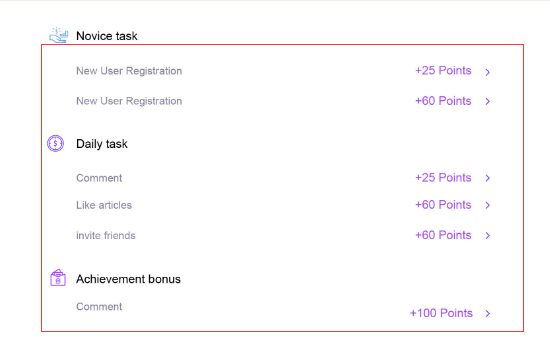 Novice task
New User Registration +25 Points
New User Registration +60 Points
Daily task
Comment +25 Points
Like articles +60 Points
invite friends +60 Points
Achievement bonus
Comment +100 Points